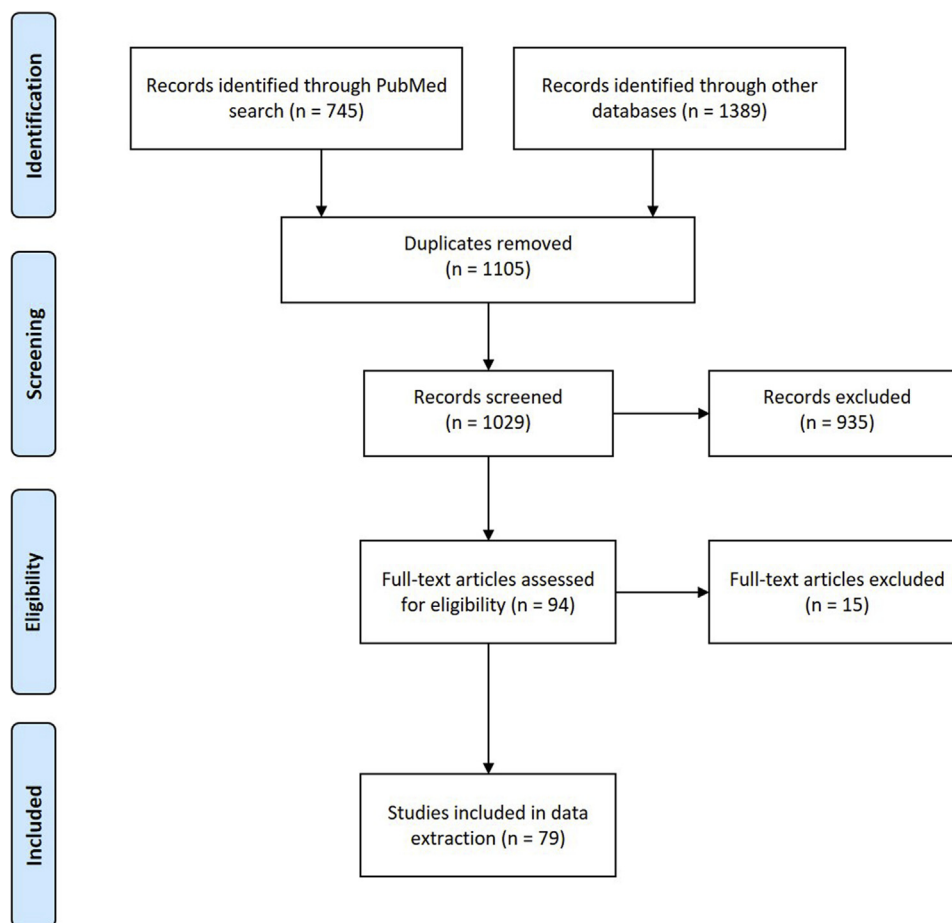 Identification
Records identified through PubMed
search (n = 745)
Records identified through other
databases (n = 1389)
Duplicates removed
(n = 1105)
Screening
Records screened
(n = 1029)
Records excluded
(n = 935)
Eligibility
Full-text articles assessed
for eligibility (n = 94)
Full-text articles excluded
(n = 15)
Included
Studies included in data
extraction (n = 79)